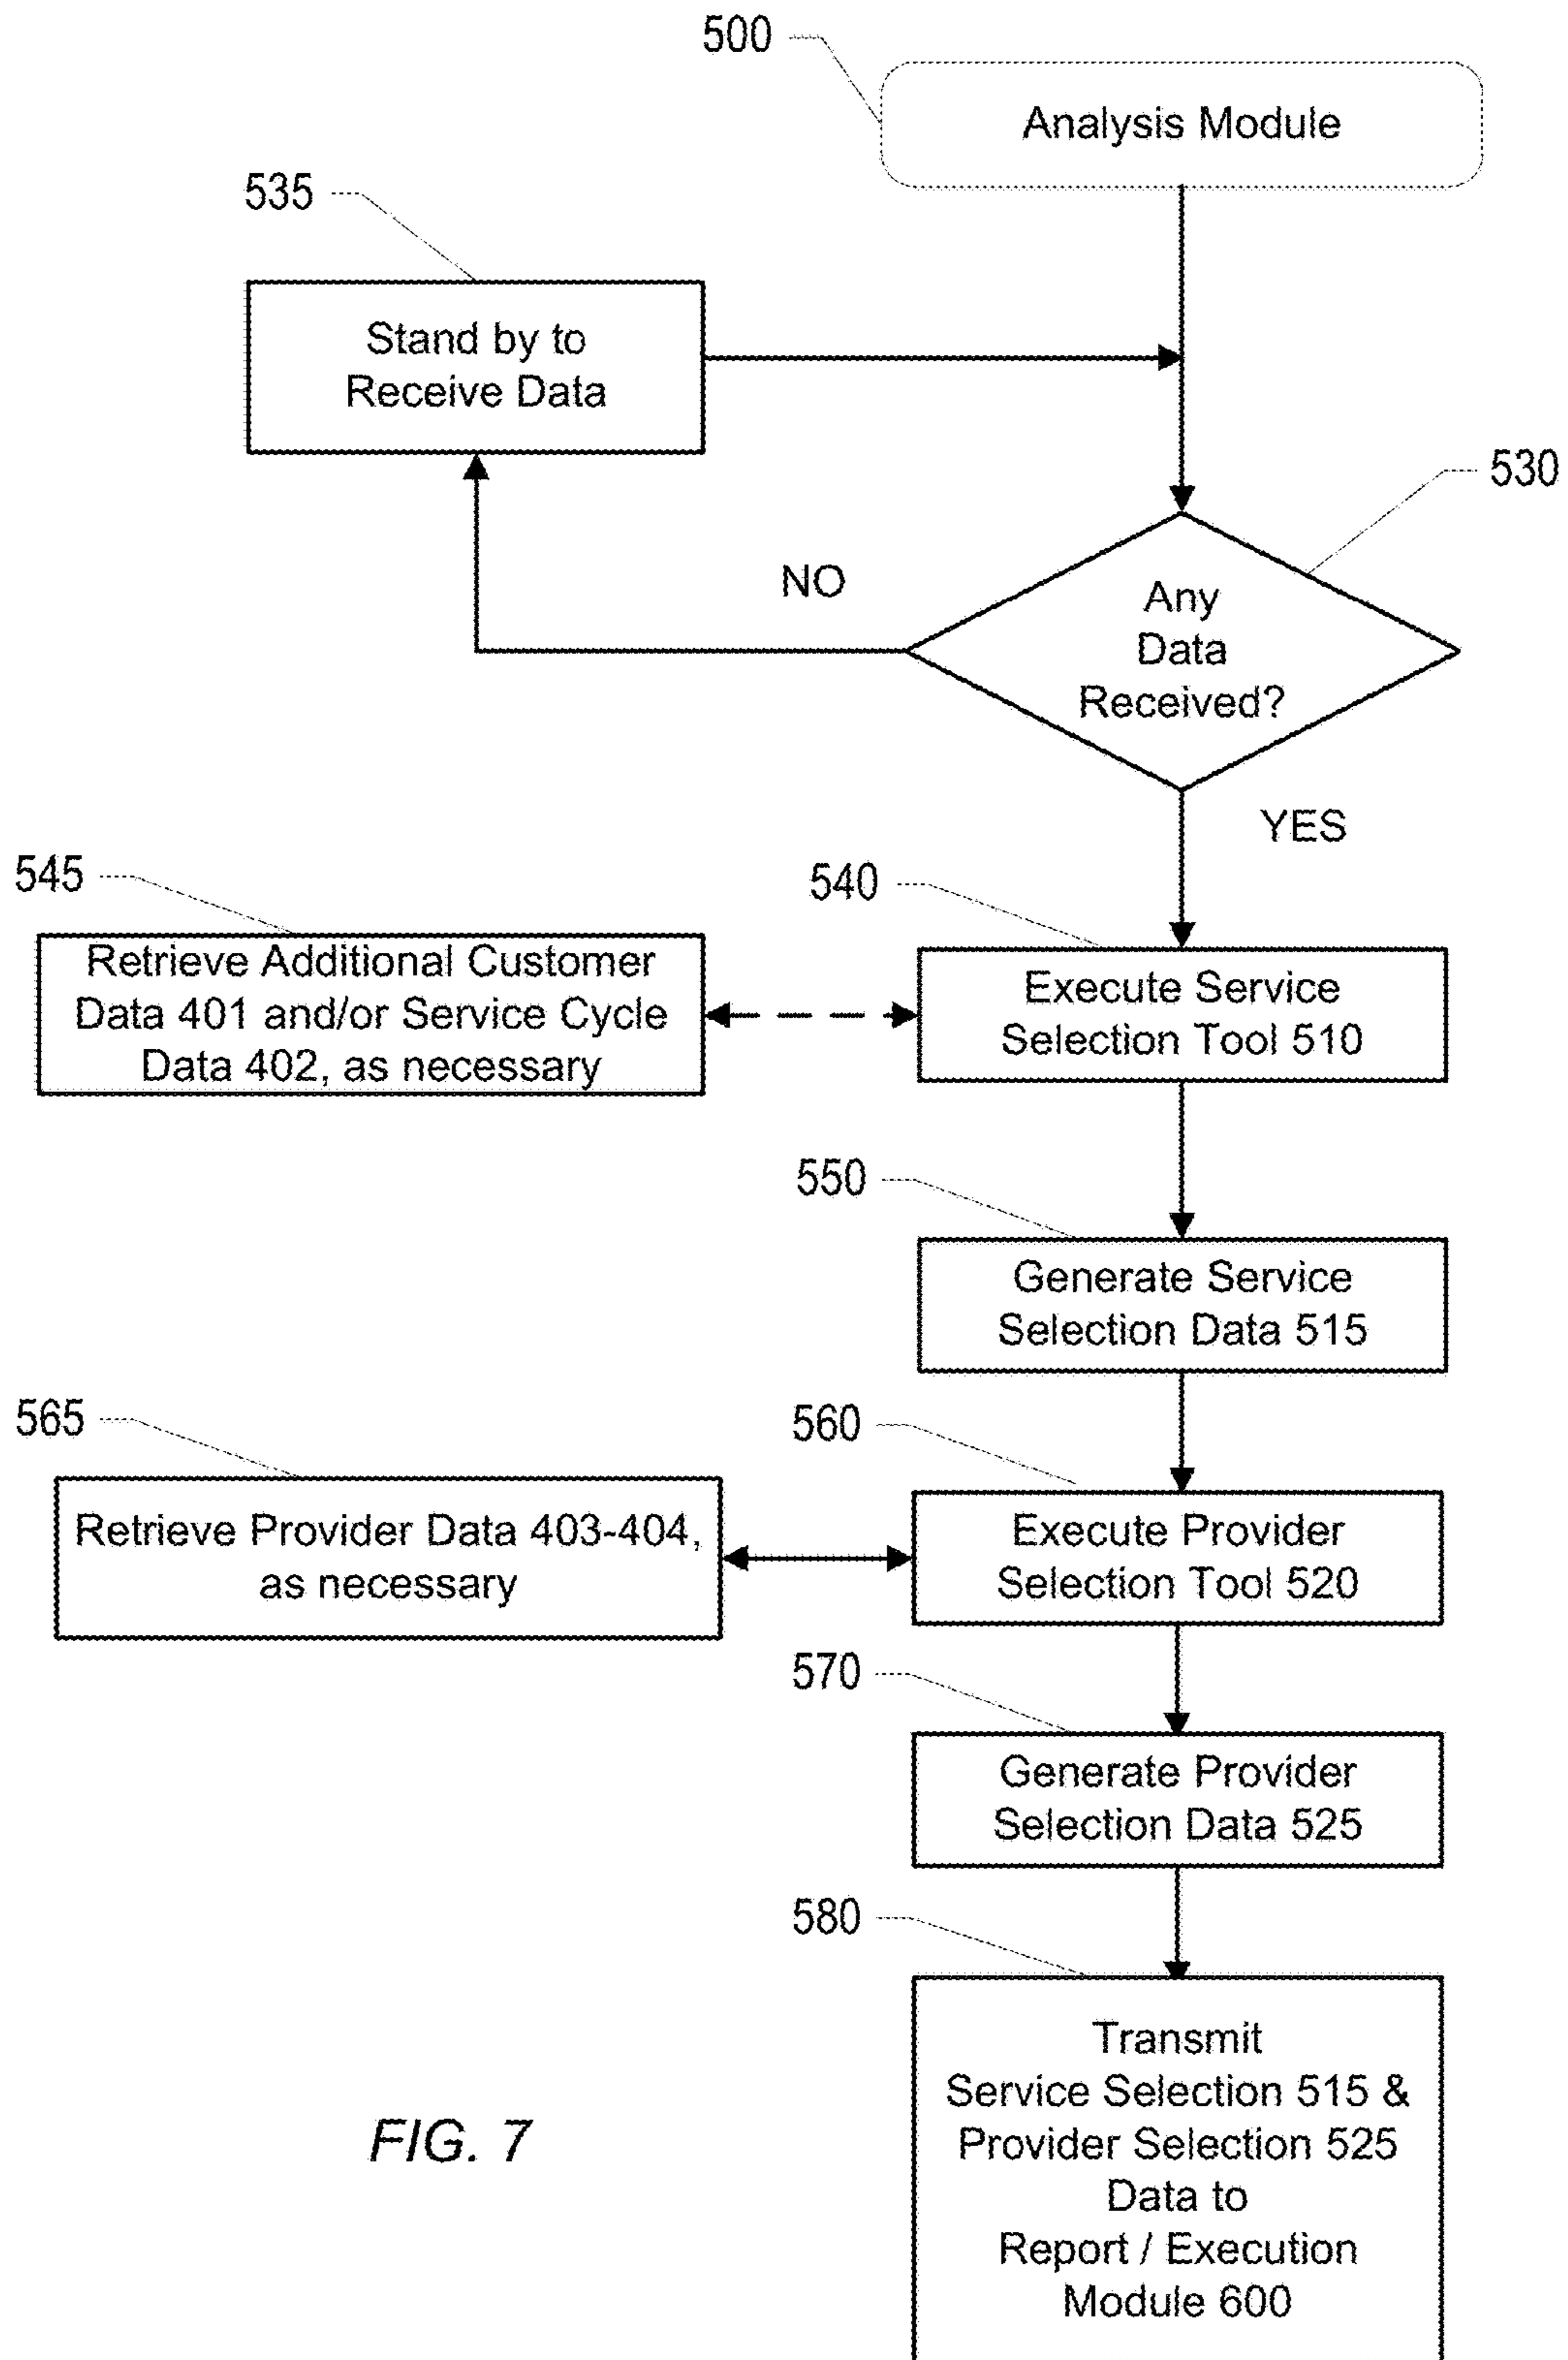 500
Analysis Module
535
Stand by to
Receive Data
530
NO
Any
Data
Received?
YES
545
540
Retrieve Additional Customer
Data 401 and/or Service Cycle
Data 402, as necessary
Execute Service
Selection Tool 510
550
Generate Service
Selection Data 515
565
560
Retrieve Provider Data 403-404,
as necessary
Execute Provider
Selection Tool 520
570
Generate Provider
Selection Data 525
580
Transmit
Service Selection 515 &
Provider Selection 525
Data to
Report / Execution
Module 600
FIG. 7